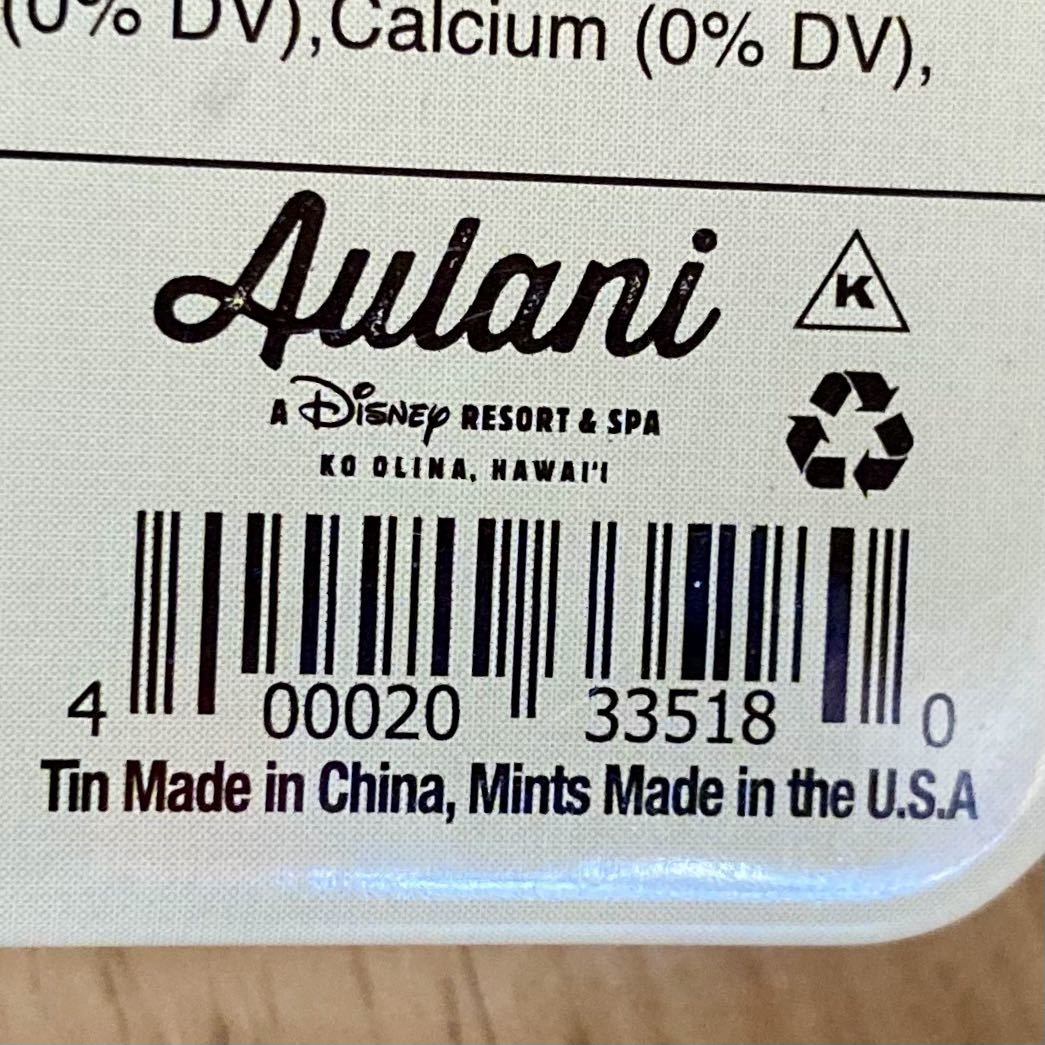 (0% DV),Calcium (0% DV),
Aulani
K
A Disney RESORT & SPA
KO OLINA, HAWAI'I
4 00020 33518 0
Tin Made in China, Mints Made in the U.S.A